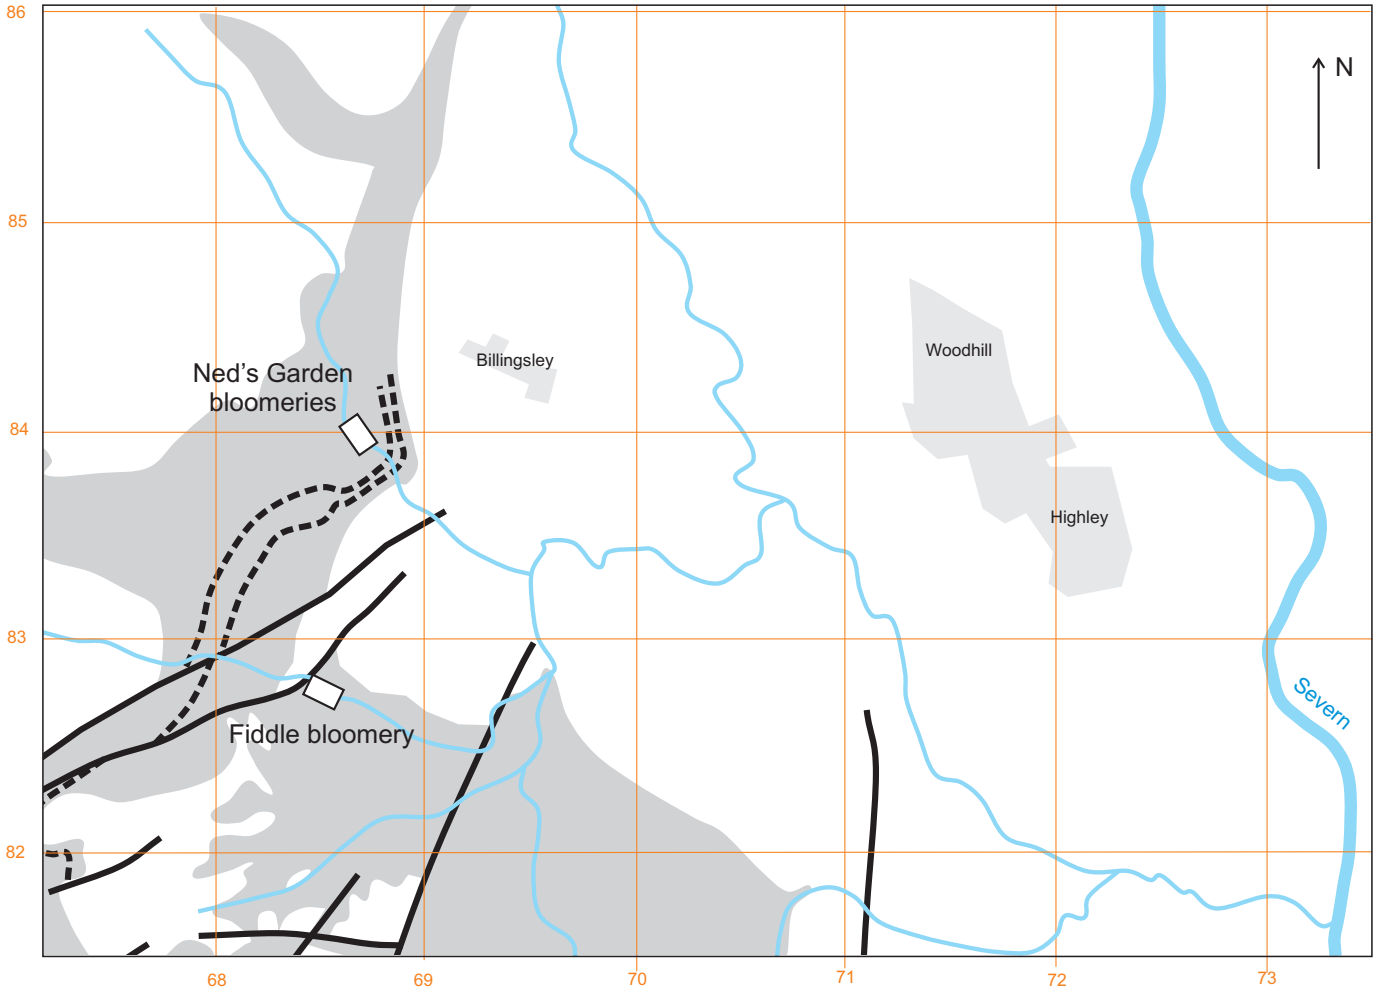 86
N
85
Woodhill
Billingsley
Ned's Garden
bloomeries
84
Highley
83
Severn
Fiddle bloomery
82
68
69
70
71
72
73